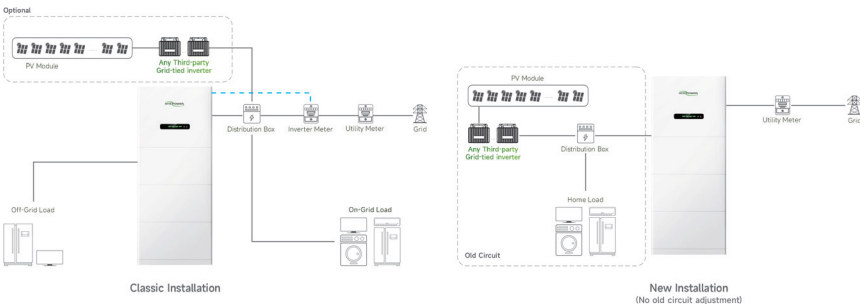 Optional
PV Module
Any Third-party
Grid-tied inverter
Distribution Box
Inverter Meter
Utility Meter
Grid
Off-Grid Load
On-Grid Load
Classic Installation
PV Module
Any Third-party
Grid-tied inverter
Distribution Box
Home Load
Old Circuit
Utility Meter
Grid
New Installation
(No old circuit adjustment)